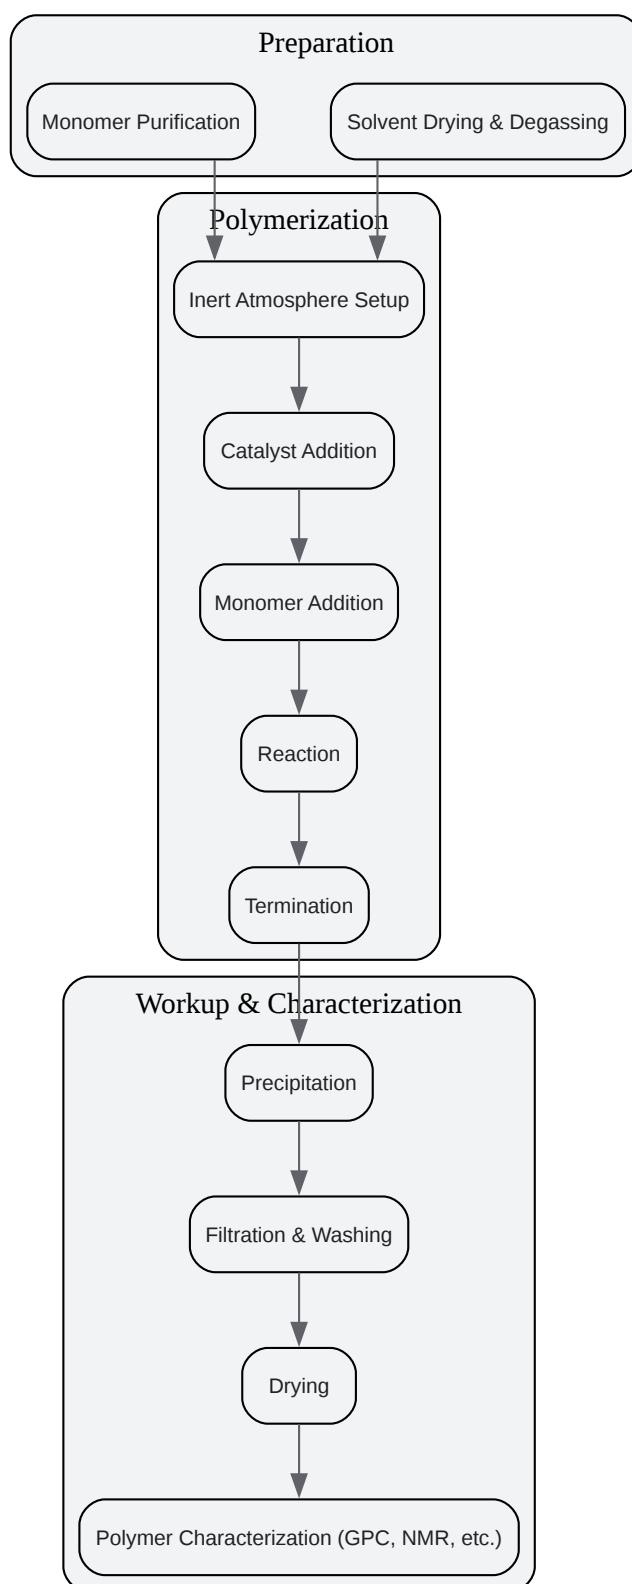 Preparation
Monomer Purification
Solvent Drying & Degassing
Polymerization
Inert Atmosphere Setup
Catalyst Addition
Monomer Addition
Reaction
Termination
Workup & Characterization
Precipitation
Filtration & Washing
Drying
Polymer Characterization (GPC, NMR, etc.)